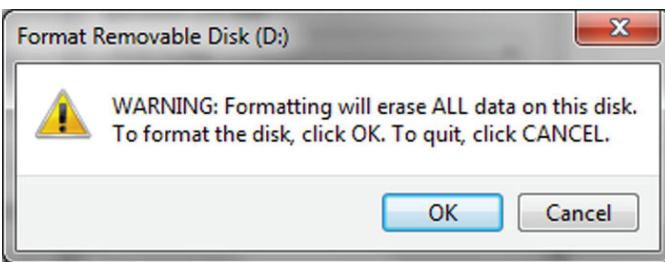 Format Removable Disk (D:)
WARNING: Formatting will erase ALL data on this disk.
To format the disk, click OK. To quit, click CANCEL.
OK
Cancel